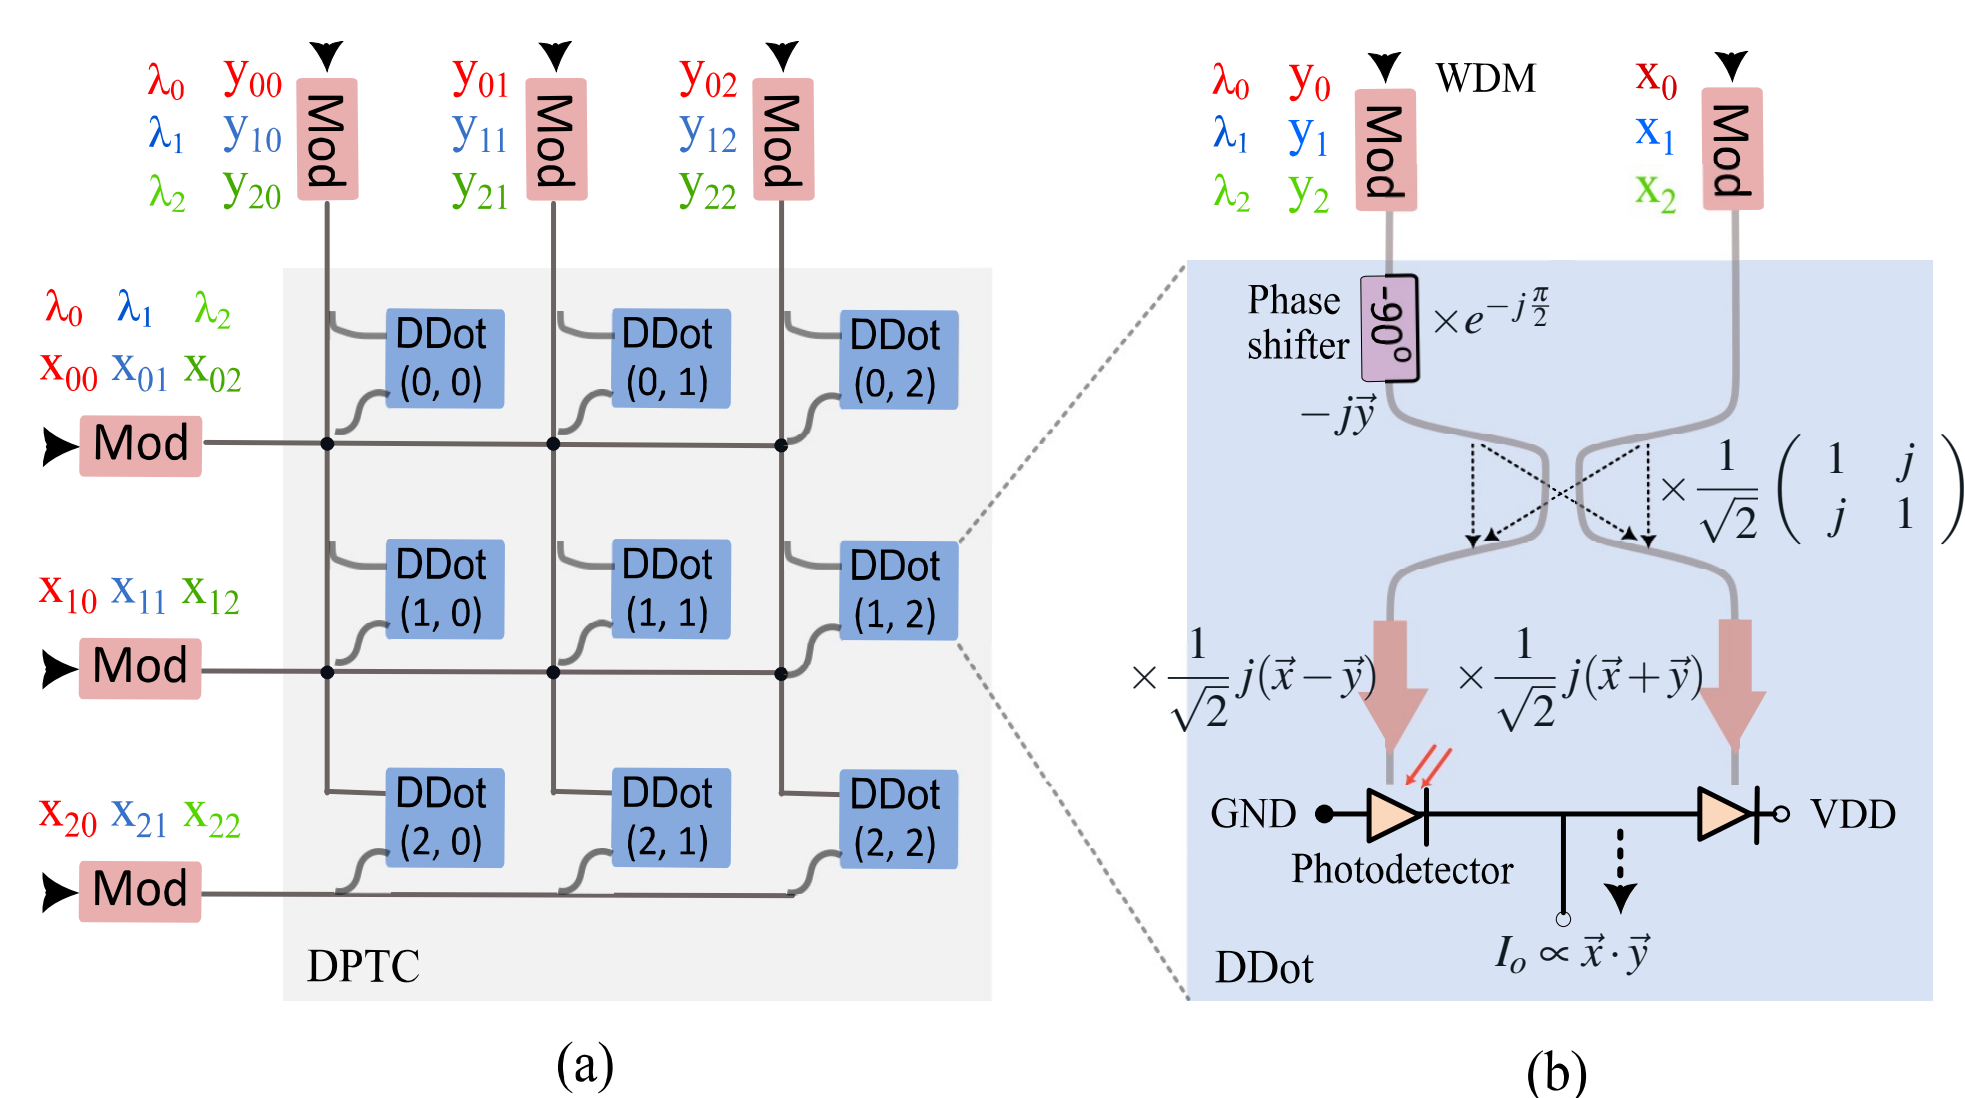 λ0 y00 y01 y02
λ1 y10 y11 y12
λ2 y20 y21 y22
Mod Mod Mod
λ0 λ1 λ2
x00 x01 x02
Mod
DDot (0, 0)
DDot (0, 1)
DDot (0, 2)
x10 x11 x12
Mod
DDot (1, 0)
DDot (1, 1)
DDot (1, 2)
x20 x21 x22
Mod
DDot (2, 0)
DDot (2, 1)
DDot (2, 2)
DPTC
(a)
λ0 y0 WDM x0
λ1 y1 x1
λ2 y2 x2
Mod Mod
Phase
shifter
-90°
×e^{-j π/2}
−jy⃗
× 1/√2 ( 1 j
j 1 )
× 1/√2 j(x⃗ − y⃗)
× 1/√2 j(x⃗ + y⃗)
GND VDD
Photodetector
I_o ∝ x⃗ · y⃗
DDot
(b)